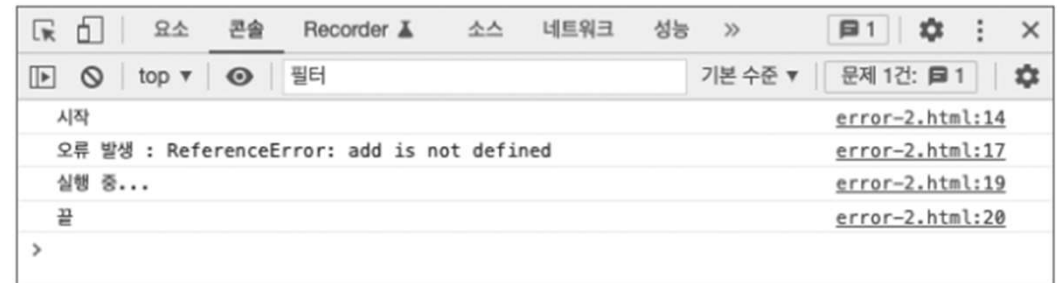 요소 콘솔 Recorder 소스 네트워크 성능 » 1
top ▼ 필터 기본 수준 ▼ 문제 1건: 1
시작 error-2.html:14
오류 발생 : ReferenceError: add is not defined error-2.html:17
실행 중... error-2.html:19
끝 error-2.html:20
>